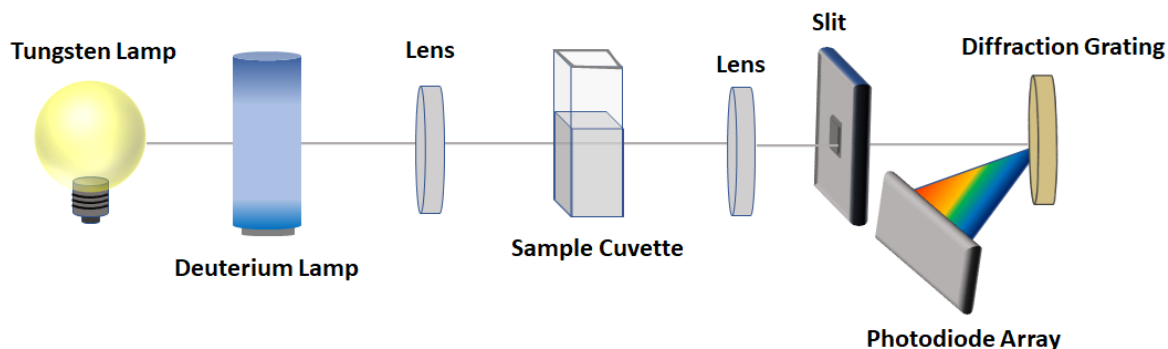 Tungsten Lamp
Deuterium Lamp
Lens
Sample Cuvette
Lens
Slit
Diffraction Grating
Photodiode Array